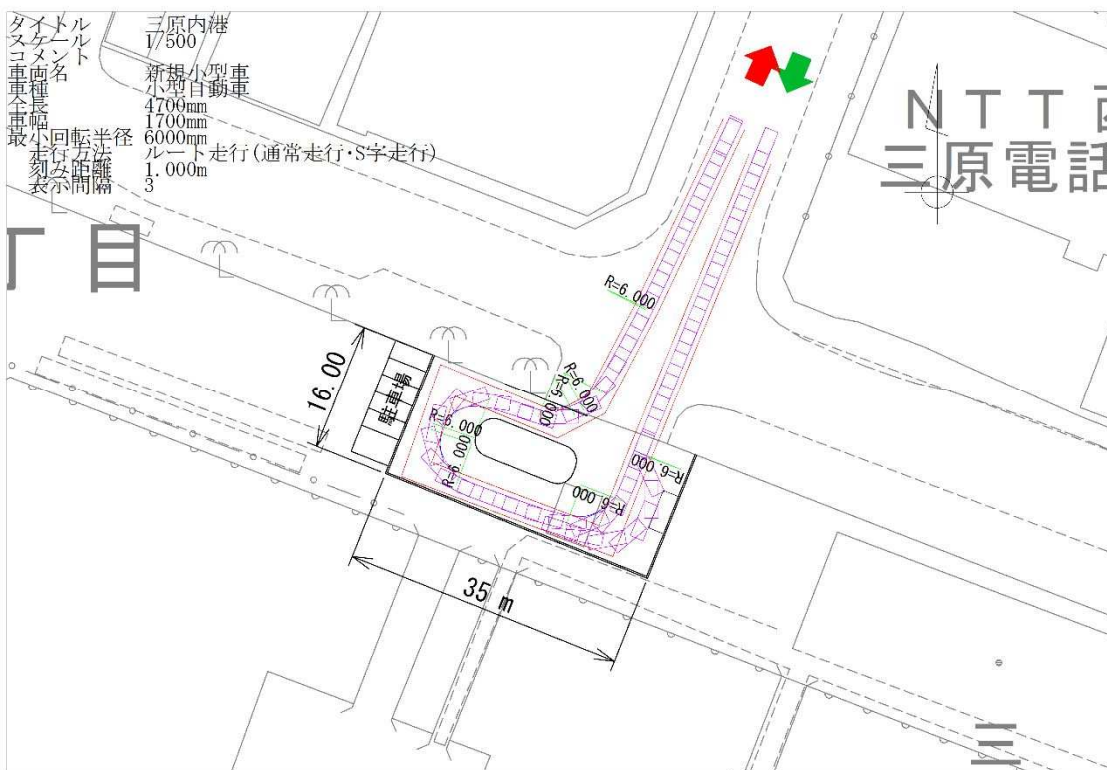 タイトル 三原内港
スケール 1/500
コメント
車両名 新規小型車
車種 小型自動車
全長 4700mm
車幅 1700mm
最小回転半径 6000mm
走行方法 ルート走行(通常走行・S字走行)
刻み距離 1.000m
表示間隔 3
NTT西
三原電話
丁目
R=6.000
R=6.000
R=6.000
16.00
駐車場
R=6.000
R=6.000
R=6.000
R=6.000
35 m
三